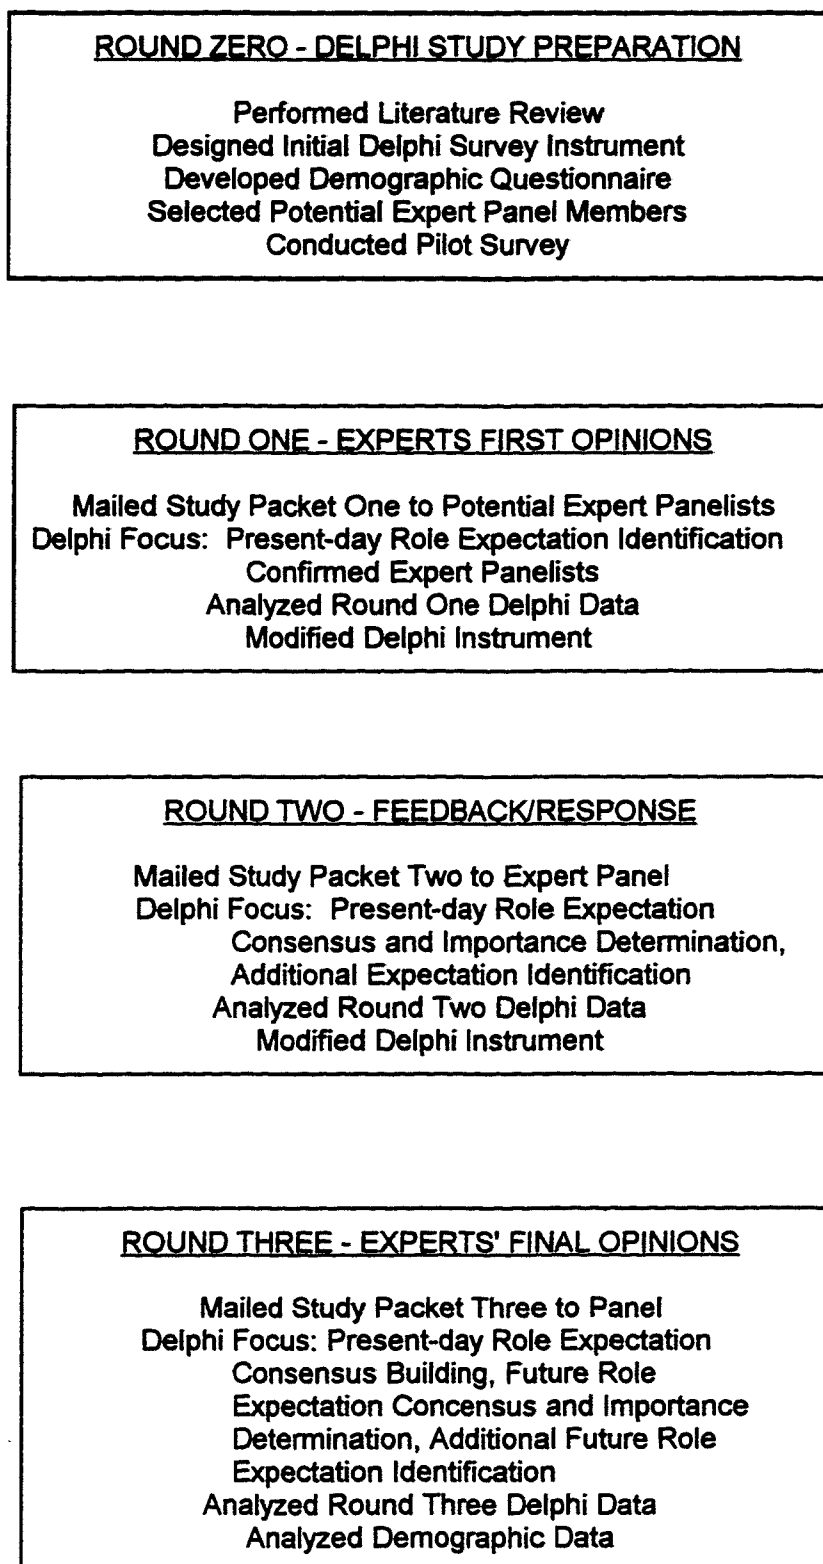 ROUND ZERO - DELPHI STUDY PREPARATION
Performed Literature Review
Designed Initial Delphi Survey Instrument
Developed Demographic Questionnaire
Selected Potential Expert Panel Members
Conducted Pilot Survey
ROUND ONE - EXPERTS FIRST OPINIONS
Mailed Study Packet One to Potential Expert Panelists
Delphi Focus: Present-day Role Expectation Identification
Confirmed Expert Panelists
Analyzed Round One Delphi Data
Modified Delphi Instrument
ROUND TWO - FEEDBACK/RESPONSE
Mailed Study Packet Two to Expert Panel
Delphi Focus: Present-day Role Expectation
Consensus and Importance Determination,
Additional Expectation Identification
Analyzed Round Two Delphi Data
Modified Delphi Instrument
ROUND THREE - EXPERTS' FINAL OPINIONS
Mailed Study Packet Three to Panel
Delphi Focus: Present-day Role Expectation
Consensus Building, Future Role
Expectation Concensus and Importance
Determination, Additional Future Role
Expectation Identification
Analyzed Round Three Delphi Data
Analyzed Demographic Data